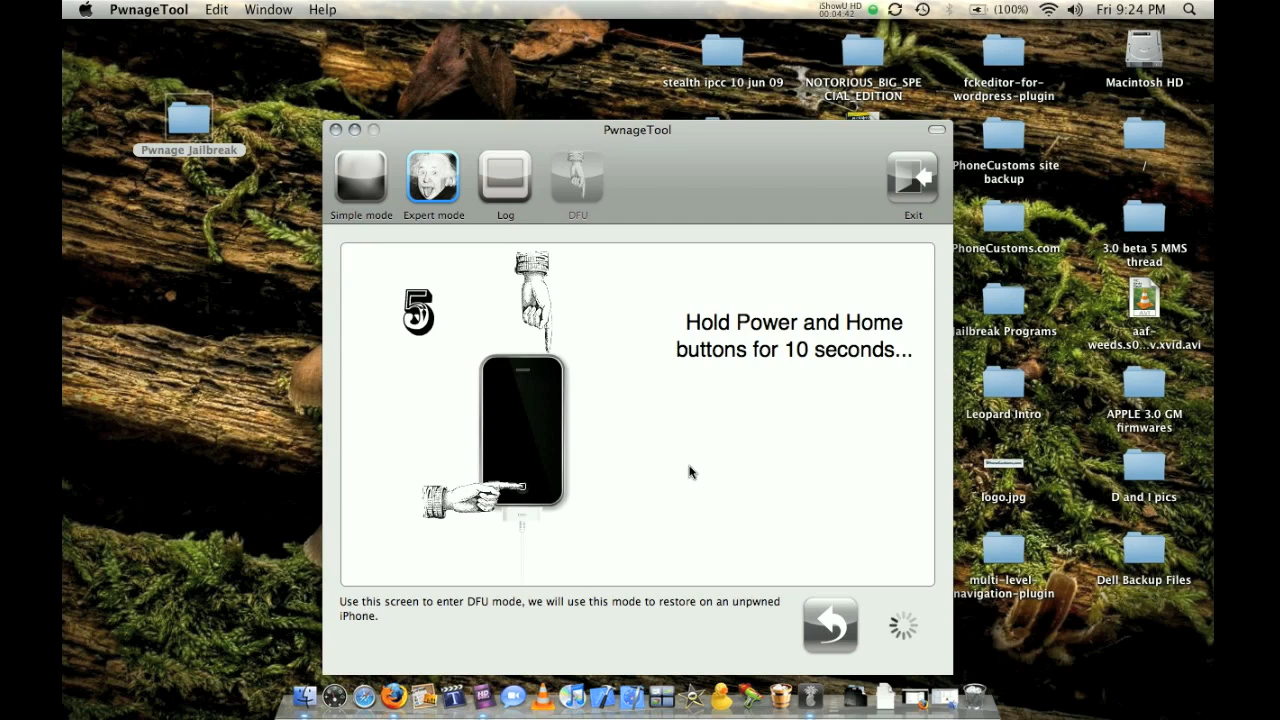 PwnageTool Edit Window Help
iShowU HD
00:04:42
(100%) Fri 9:24 PM
stealth ipcc 10 jun 09
NOTORIOUS_BIG_SPE
CIAL_EDITION
fckeditor-for-
wordpress-plugin
Macintosh HD
Pwnage Jailbreak
PwnageTool
Simple mode
Expert mode
Log
DFU
Exit
PhoneCustoms site
backup
/
PhoneCustoms.com
3.0 beta 5 MMS
thread
5
Hold Power and Home
buttons for 10 seconds...
Jailbreak Programs
aaf-
weeds.s0...v.xvid.avi
Leopard Intro
APPLE 3.0 GM
firmwares
logo.jpg
D and I pics
multi-level-
navigation-plugin
Dell Backup Files
Use this screen to enter DFU mode, we will use this mode to restore on an unpwned
iPhone.